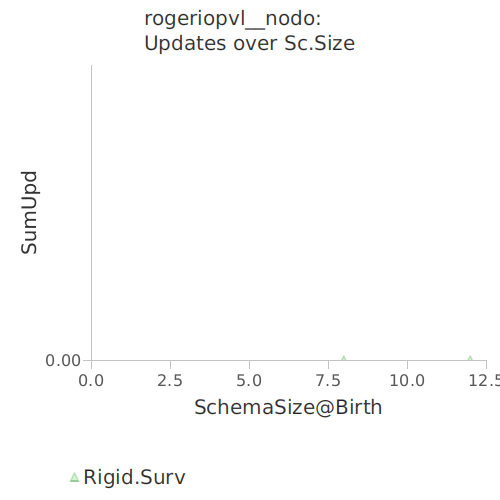 rogeriopvl__nodo:
Updates over Sc.Size
SumUpd
0.00
0.0 2.5 5.0 7.5 10.0 12.5
SchemaSize@Birth
Rigid.Surv